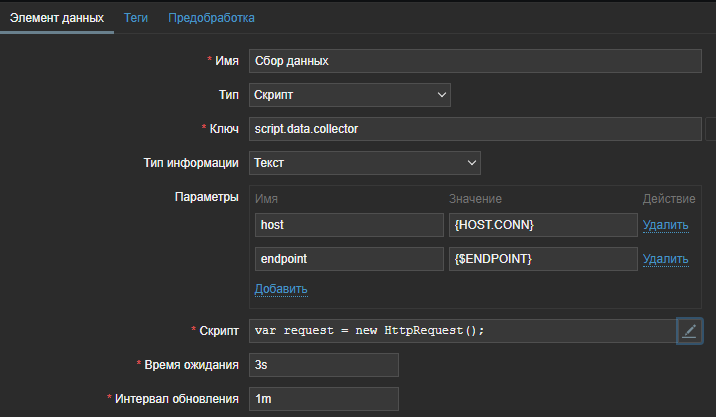 Элемент данных Теги Предобработка
* Имя Сбор данных
Тип Скрипт
* Ключ script.data.collector
Тип информации Текст
Параметры Имя Значение Действие
host {HOST.CONN} Удалить
endpoint {$ENDPOINT} Удалить
Добавить
* Скрипт var request = new HttpRequest();
* Время ожидания 3s
* Интервал обновления 1m